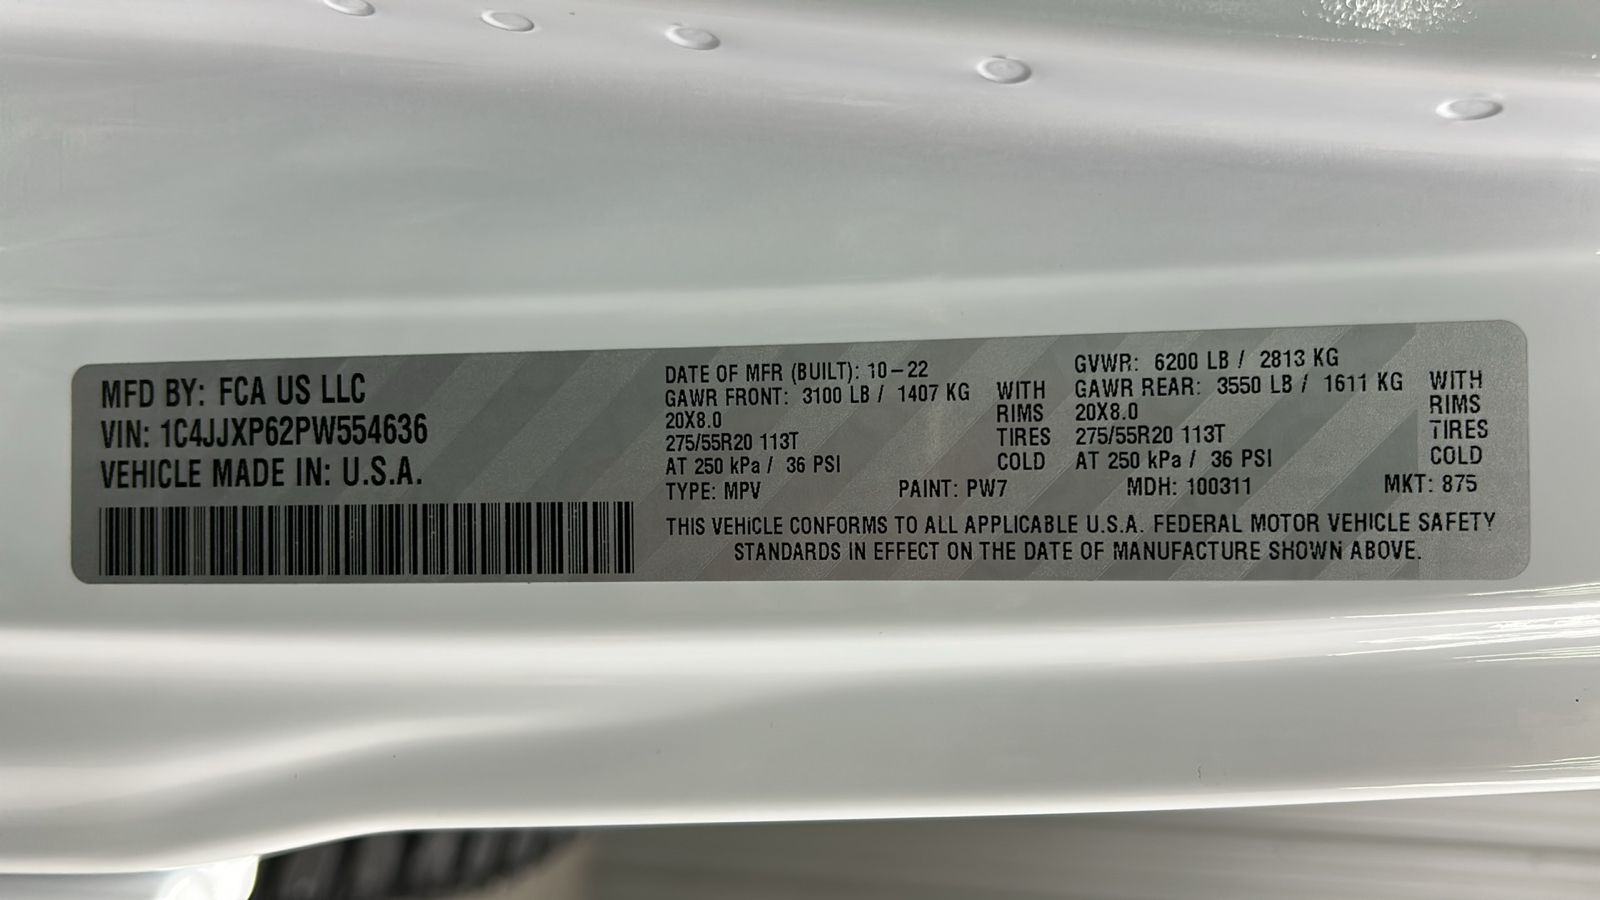 MFD BY: FCA US LLC
VIN: 1C4JJXP62PW554636
VEHICLE MADE IN: U.S.A.
DATE OF MFR (BUILT): 10-22
GAWR FRONT: 3100 LB / 1407 KG WITH
20X8.0 RIMS
275/55R20 113T TIRES
AT 250 kPa / 36 PSI COLD
GVWR: 6200 LB / 2813 KG
GAWR REAR: 3550 LB / 1611 KG WITH
20X8.0 RIMS
275/55R20 113T TIRES
AT 250 kPa / 36 PSI COLD
TYPE: MPV PAINT: PW7 MDH: 100311 MKT: 875
THIS VEHICLE CONFORMS TO ALL APPLICABLE U.S.A. FEDERAL MOTOR VEHICLE SAFETY
STANDARDS IN EFFECT ON THE DATE OF MANUFACTURE SHOWN ABOVE.